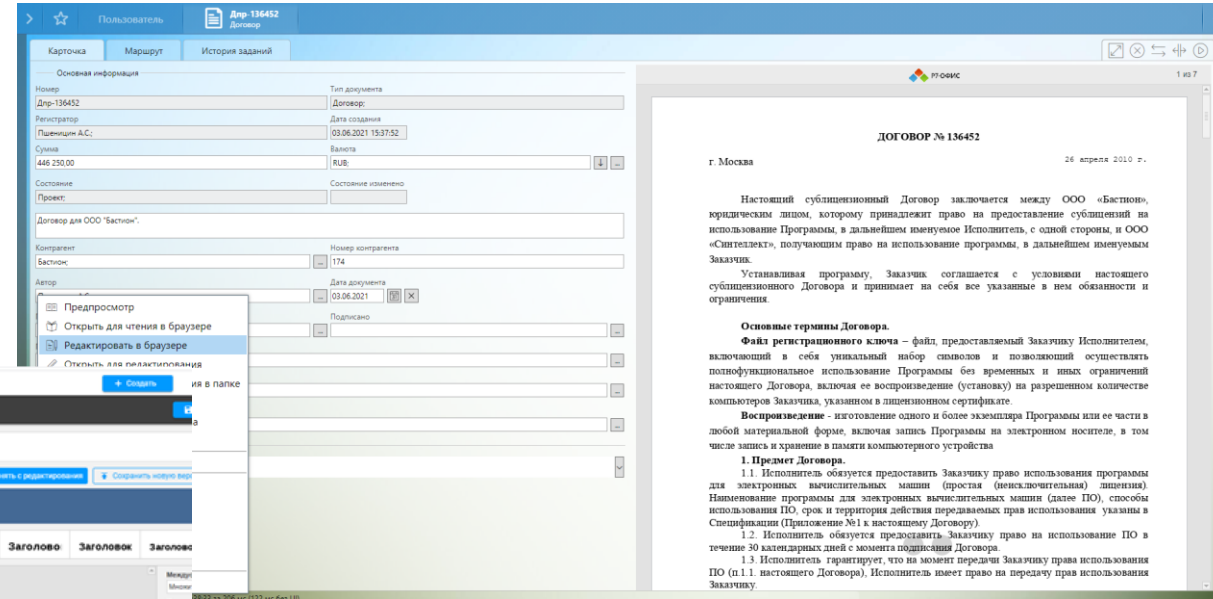 Пользователь
Дпр-136452
Договор
Карточка
Маршрут
История заданий
Основная информация
Номер
Дпр-136452
Тип документа
Договор;
Регистратор
Пшеницин А.С.;
Дата создания
03.06.2021 15:37:52
Сумма
446 250,00
Валюта
RUB;
Состояние
Проект;
Состояние изменено
Договор для ООО "Бастион".
Контрагент
Бастион;
Номер контрагента
174
Автор
Дата документа
03.06.2021
Подписано
Предпросмотр
Открыть для чтения в браузере
Редактировать в браузере
Открыть для редактирования
ия в папке
+ Создать
а
нять с редактирования
Сохранить новую верс
Заголово
Заголовок
Заголово
РТ-ОФИС
1 из 7
ДОГОВОР № 136452
г. Москва
26 апреля 2010 г.
Настоящий сублицензионный Договор заключается между ООО «Бастион»,
юридическим лицом, которому принадлежит право на предоставление сублицензий на
использование Программы, в дальнейшем именуемое Исполнитель, с одной стороны, и ООО
«Синтеллект», получающим право на использование программы, в дальнейшем именуемым
Заказчик.
Устанавливая программу, Заказчик соглашается с условиями настоящего
сублицензионного Договора и принимает на себя все указанные в нем обязанности и
ограничения.
Основные термины Договора.
Файл регистрационного ключа – файл, предоставляемый Заказчику Исполнителем,
включающий в себя уникальный набор символов и позволяющий осуществлять
полнофункциональное использование Программы без временных и иных ограничений
настоящего Договора, включая ее воспроизведение (установку) на разрешенном количестве
компьютеров Заказчика, указанном в лицензионном сертификате.
Воспроизведение - изготовление одного и более экземпляра Программы или ее части в
любой материальной форме, включая запись Программы на электронном носителе, в том
числе запись и хранение в памяти компьютерного устройства
1. Предмет Договора.
1.1. Исполнитель обязуется предоставить Заказчику право использования программы
для электронных вычислительных машин (простая (неисключительная) лицензия).
Наименование программы для электронных вычислительных машин (далее ПО), способы
использования ПО, срок и территория действия передаваемых прав использования указаны в
Спецификации (Приложение №1 к настоящему Договору).
1.2. Исполнитель обязуется предоставить Заказчику право на использование ПО в
течение 30 календарных дней с момента подписания Договора.
1.3. Исполнитель гарантирует, что на момент передачи Заказчику права использования
ПО (п.1.1. настоящего Договора), Исполнитель имеет право на передачу прав использования
Заказчику.